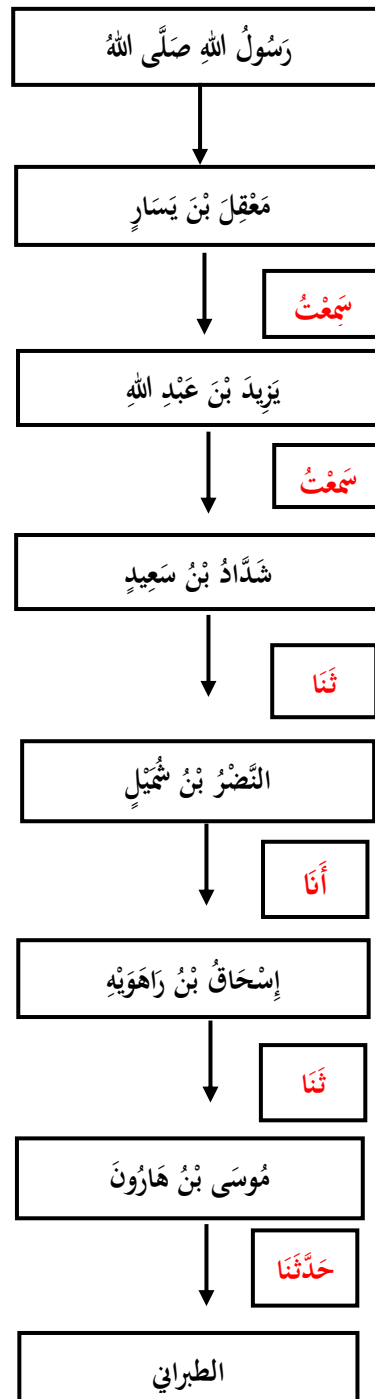 رَسُولُ اللهِ صَلَّى اللهُ
مَعْقِلَ بْنَ يَسَارٍ
سَمِعْتُ
يَزِيدَ بْنَ عَبْدِ اللهِ
سَمِعْتُ
شَدَّادُ بْنُ سَعِيدٍ
ثَنَا
النَّضْرُ بْنُ شُمَيْلٍ
أَنَا
إِسْحَاقُ بْنُ رَاهَوَيْهِ
ثَنَا
مُوسَى بْنُ هَارُونَ
حَدَّثَنَا
الطبراني